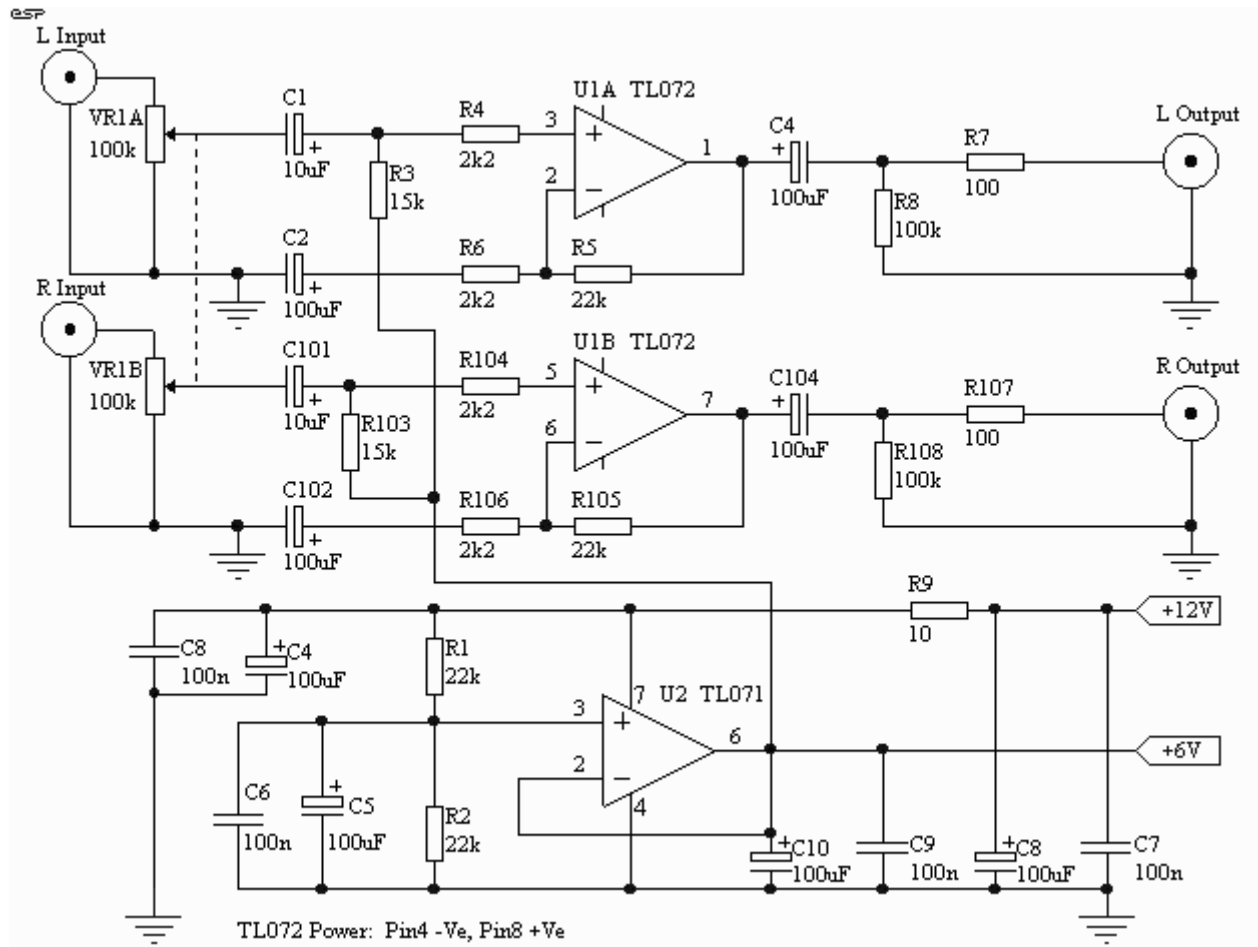 ESP
L Input
VR1A
100k
C1
+
10uF
R3
15k
R4
2k2
U1A TL072
3
+
2
−
1
C4
+
100uF
R7
100
R8
100k
L Output
C2
+
100uF
R6
2k2
R5
22k
R Input
VR1B
100k
C101
+
10uF
R103
15k
R104
2k2
U1B TL072
5
+
6
−
7
C104
+
100uF
R107
100
R108
100k
R Output
C102
+
100uF
R106
2k2
R105
22k
R9
10
+12V
C8
100n
+
C4
100uF
R1
22k
7
U2 TL071
3
+
2
−
6
4
+6V
C6
100n
+
C5
100uF
R2
22k
+
C10
100uF
C9
100n
+
C8
100uF
C7
100n
TL072 Power: Pin4 -Ve, Pin8 +Ve